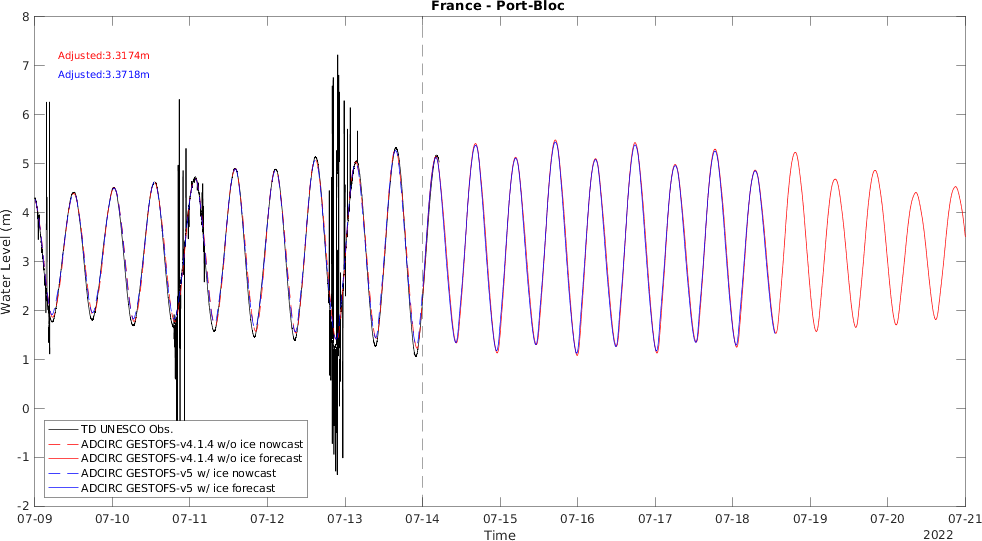 France - Port-Bloc
8
7
6
5
4
3
2
1
0
-1
-2
Water Level (m)
Adjusted:3.3174m
Adjusted:3.3718m
TD UNESCO Obs.
ADCIRC GESTOFS-v4.1.4 w/o ice nowcast
ADCIRC GESTOFS-v4.1.4 w/o ice forecast
ADCIRC GESTOFS-v5 w/ ice nowcast
ADCIRC GESTOFS-v5 w/ ice forecast
07-09 07-10 07-11 07-12 07-13 07-14 07-15 07-16 07-17 07-18 07-19 07-20 07-21
Time
2022